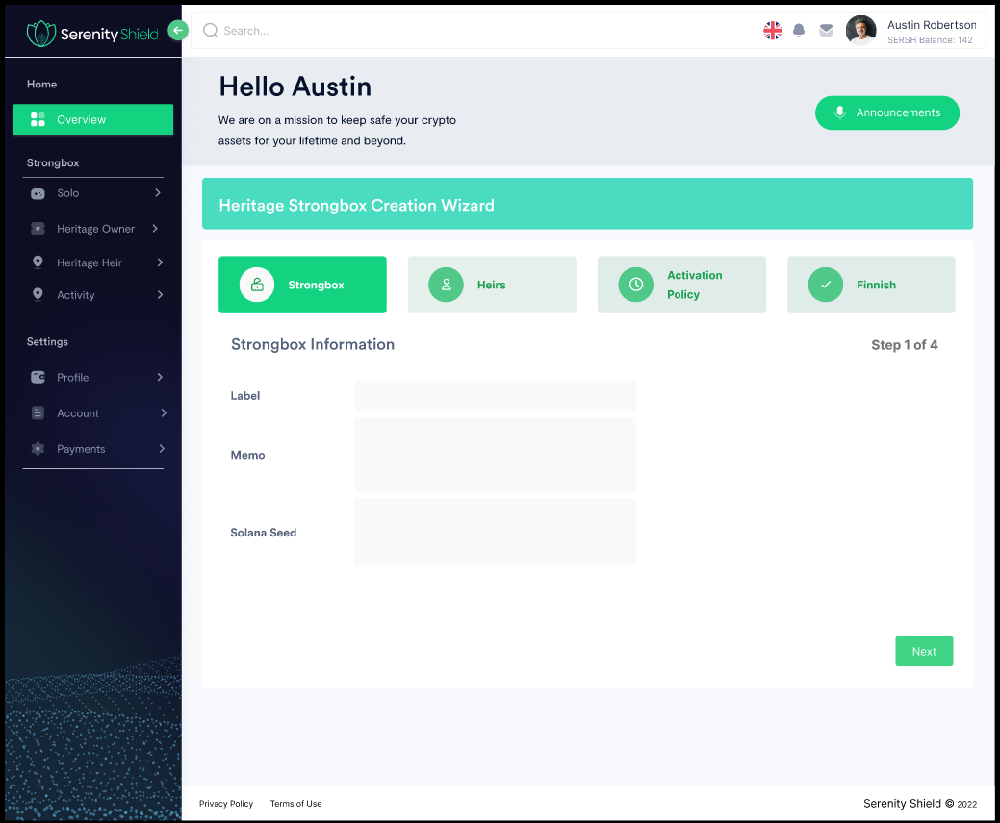 Serenity Shield
Search...
Austin Robertson
SERSH Balance: 142
Home
Overview
Strongbox
Solo
Heritage Owner
Heritage Heir
Activity
Settings
Profile
Account
Payments
Hello Austin
We are on a mission to keep safe your crypto
assets for your lifetime and beyond.
Announcements
Heritage Strongbox Creation Wizard
Strongbox
Heirs
Activation
Policy
Finnish
Strongbox Information
Step 1 of 4
Label
Memo
Solana Seed
Next
Privacy Policy
Terms of Use
Serenity Shield © 2022